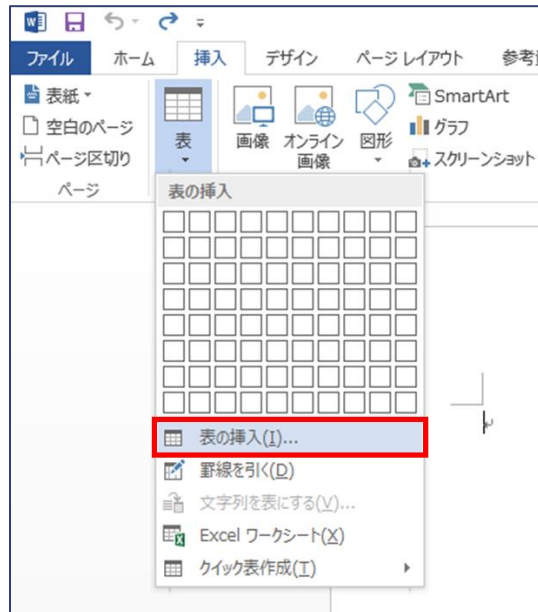 ファイル ホーム 挿入 デザイン ページ レイアウト 参考
表紙
空白のページ
ページ区切り
ページ
表
画像
オンライン
画像
図形
SmartArt
グラフ
スクリーンショット
表の挿入
表の挿入(I)...
罫線を引く(D)
文字列を表にする(V)...
Excel ワークシート(X)
クイック表作成(T)